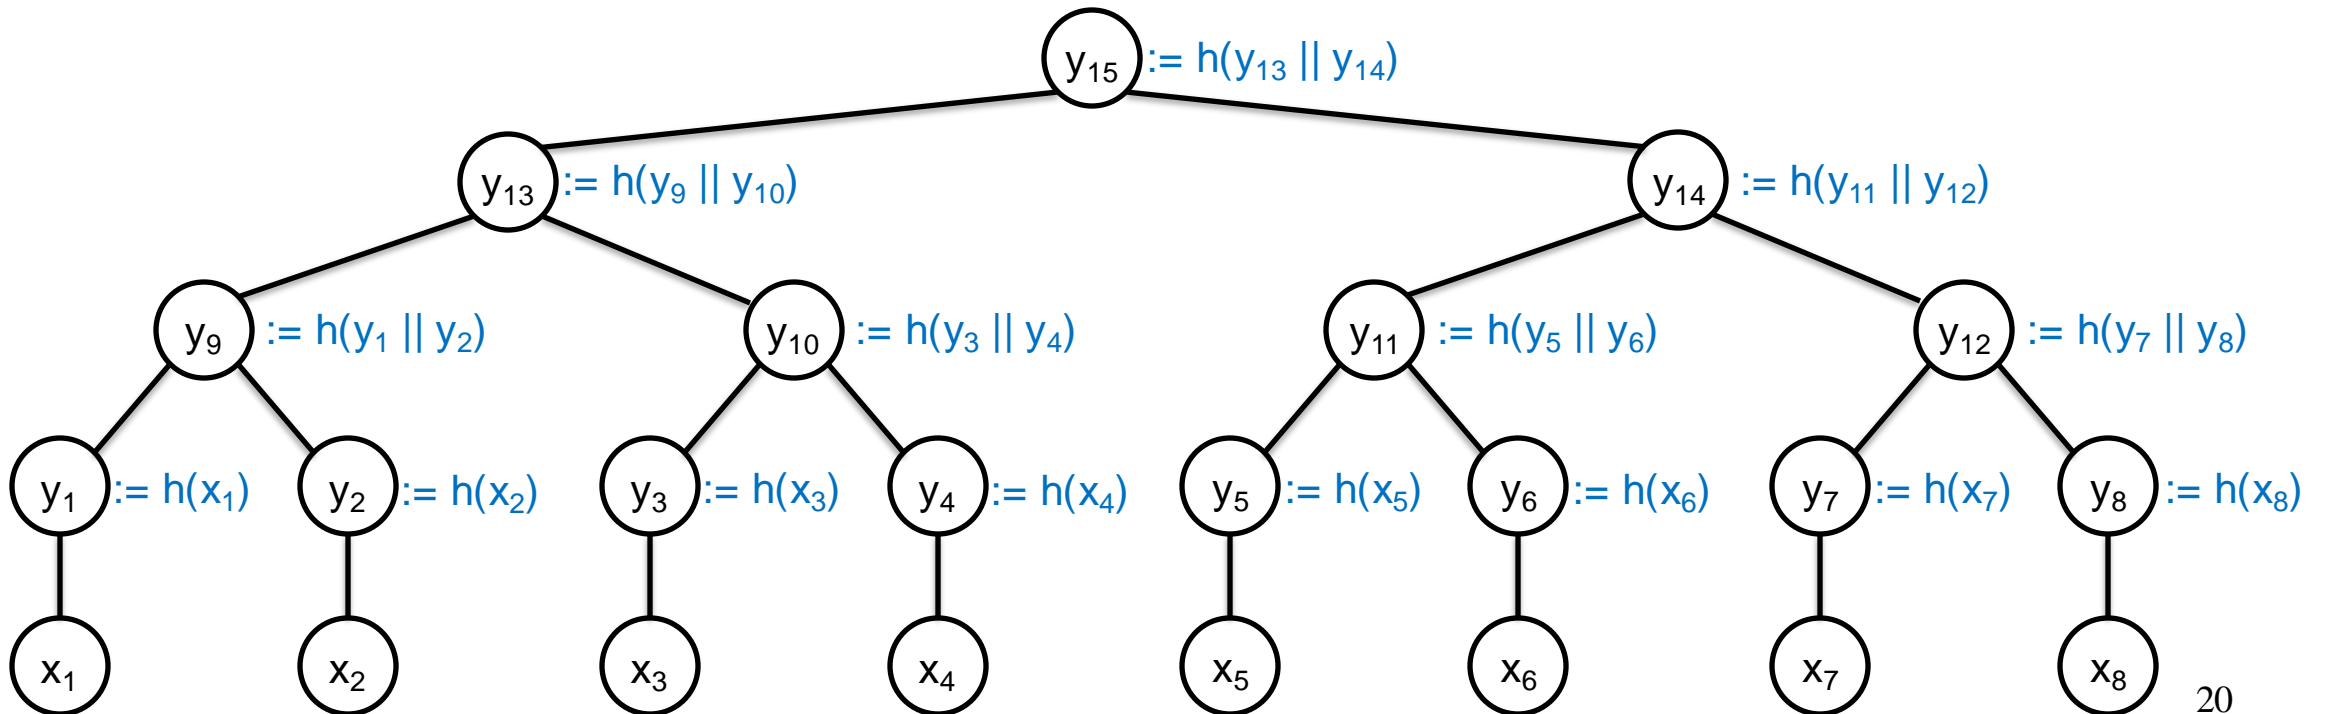 y₁₅ := h(y₁₃ || y₁₄)
y₁₃ := h(y₉ || y₁₀) y₁₄ := h(y₁₁ || y₁₂)
y₉ := h(y₁ || y₂) y₁₀ := h(y₃ || y₄) y₁₁ := h(y₅ || y₆) y₁₂ := h(y₇ || y₈)
y₁ := h(x₁) y₂ := h(x₂) y₃ := h(x₃) y₄ := h(x₄) y₅ := h(x₅) y₆ := h(x₆) y₇ := h(x₇) y₈ := h(x₈)
x₁ x₂ x₃ x₄ x₅ x₆ x₇ x₈
20